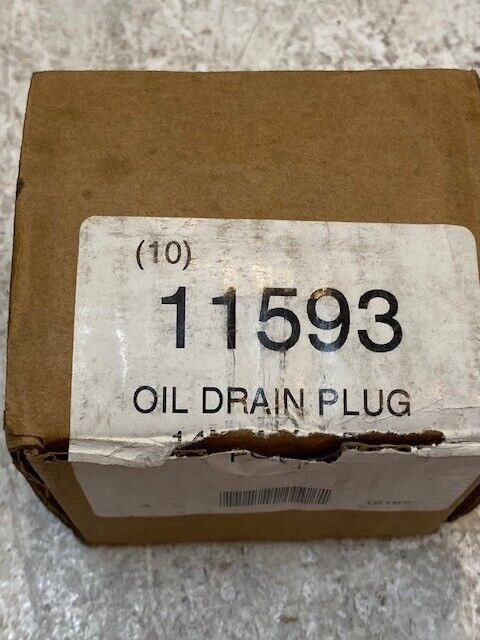 (10)
11593
OIL DRAIN PLUG